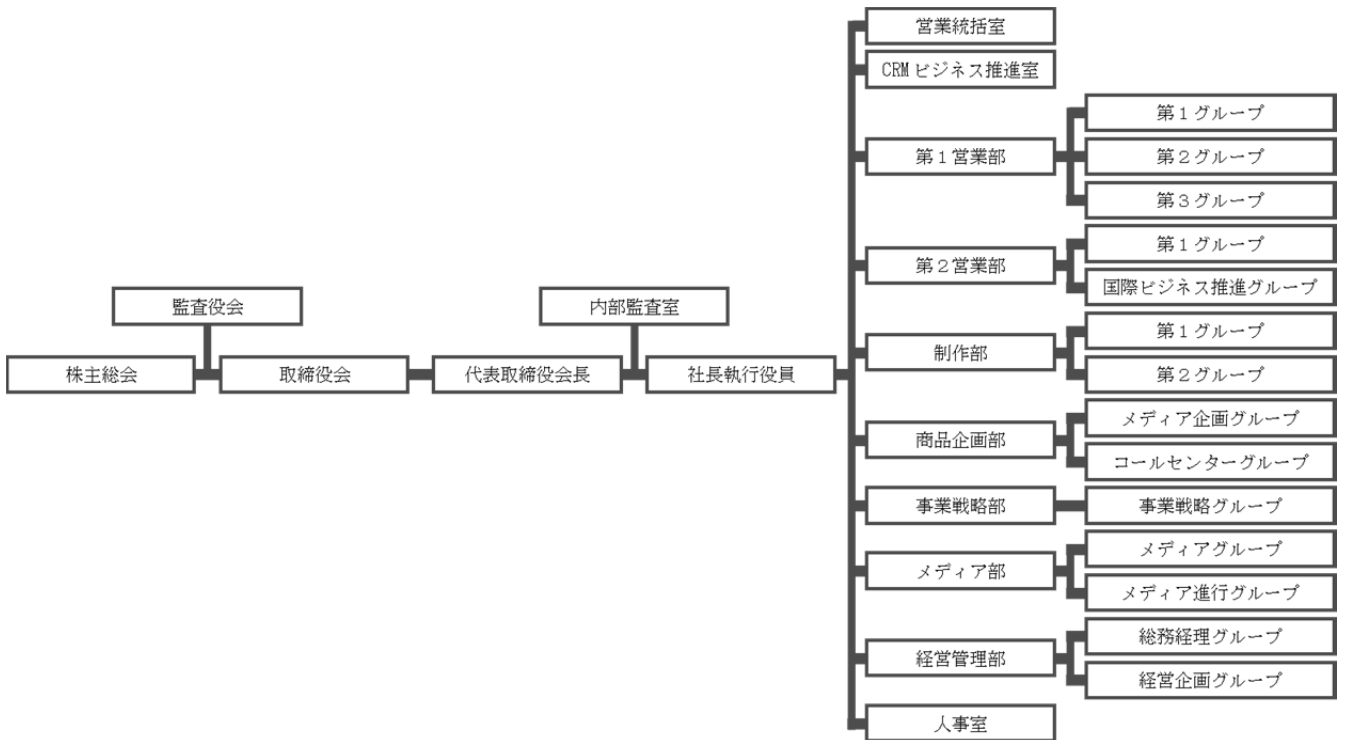 監査役会
内部監査室
株主総会
取締役会
代表取締役会長
社長執行役員
営業統括室
CRMビジネス推進室
第1営業部
第1グループ
第2グループ
第3グループ
第2営業部
第1グループ
国際ビジネス推進グループ
制作部
第1グループ
第2グループ
商品企画部
メディア企画グループ
コールセンターグループ
事業戦略部
事業戦略グループ
メディア部
メディアグループ
メディア進行グループ
経営管理部
総務経理グループ
経営企画グループ
人事室